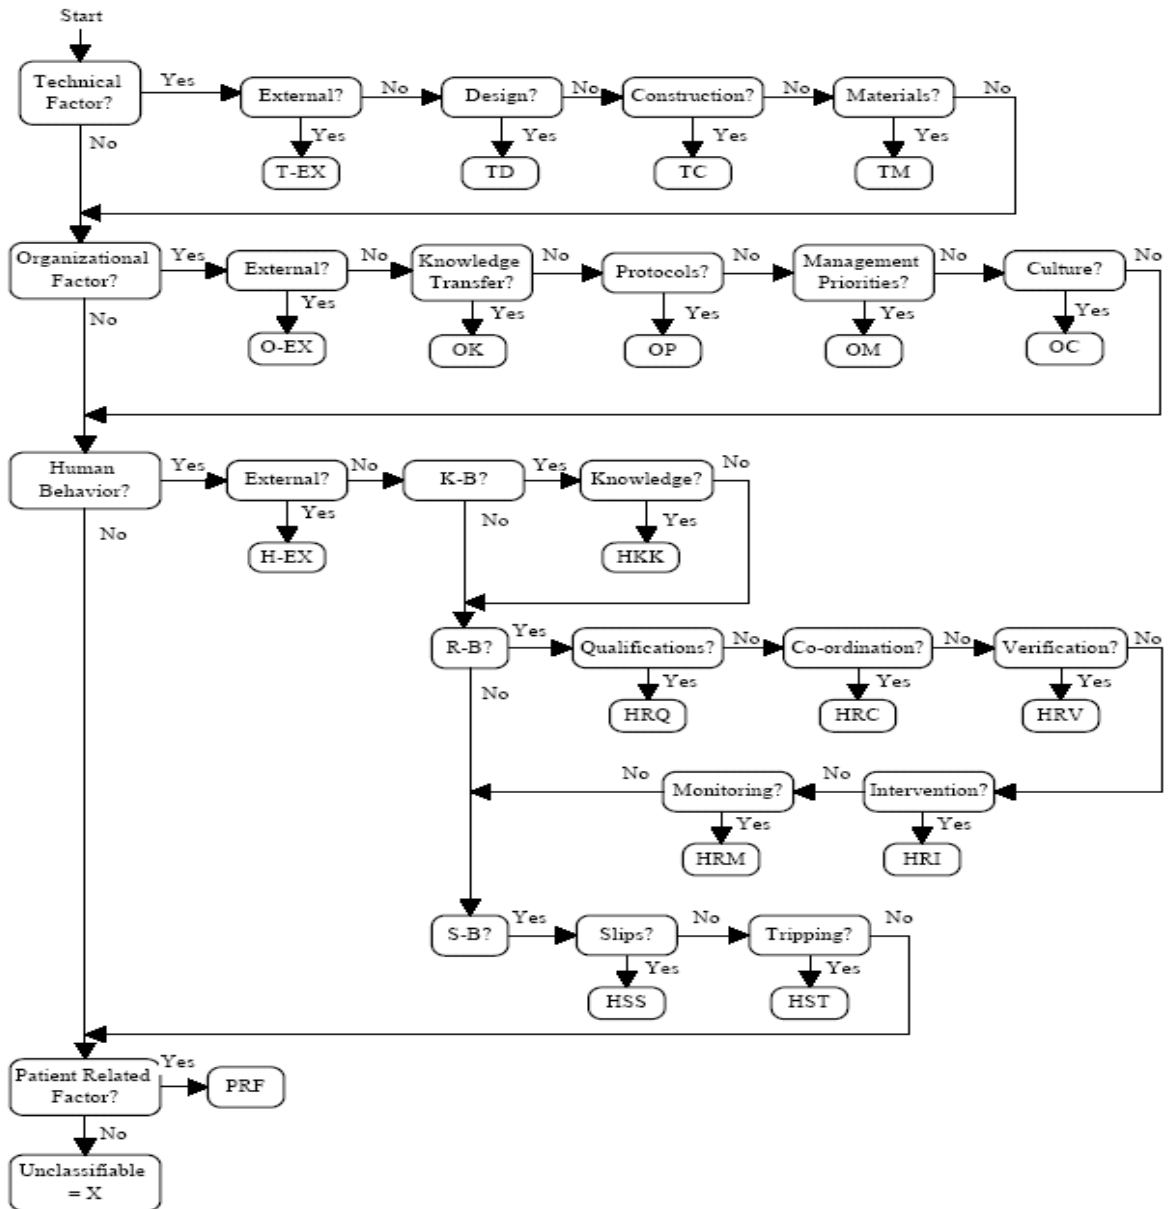 Start
Technical
Factor?
Yes
External?
No
Design?
No
Construction?
No
Materials?
No
No
Yes
Yes
Yes
Yes
T-EX
TD
TC
TM
Organizational
Factor?
Yes
External?
No
Knowledge
Transfer?
No
Protocols?
No
Management
Priorities?
No
Culture?
No
No
Yes
Yes
Yes
Yes
Yes
O-EX
OK
OP
OM
OC
Human
Behavior?
Yes
External?
No
K-B?
Yes
Knowledge?
No
No
Yes
No
Yes
H-EX
HKK
R-B?
Yes
Qualifications?
No
Co-ordination?
No
Verification?
No
No
Yes
Yes
Yes
HRQ
HRC
HRV
No
Monitoring?
No
Intervention?
Yes
Yes
HRM
HRI
S-B?
Yes
Slips?
No
Tripping?
No
Yes
Yes
HSS
HST
Patient Related
Factor?
Yes
PRF
No
Unclassifiable
= X